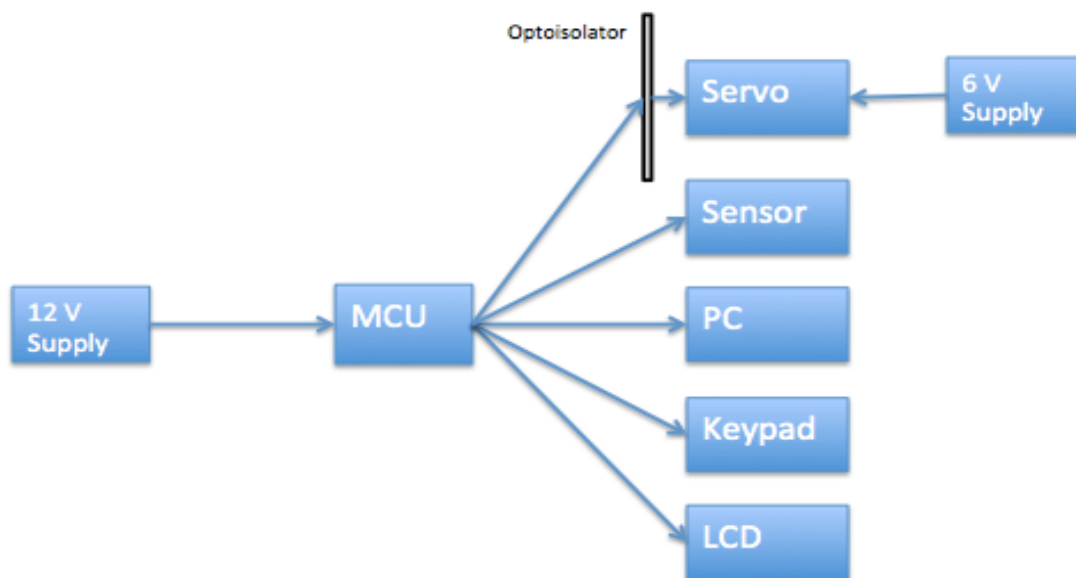 Optoisolator
Servo
6 V
Supply
Sensor
12 V
Supply
MCU
PC
Keypad
LCD